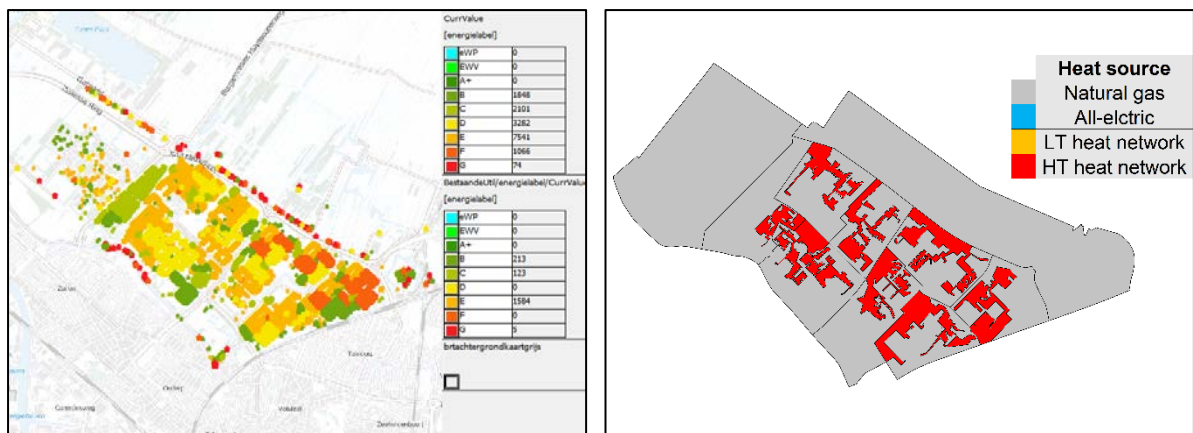 CurrValue
[energielabel]
eWP 0
EWV 0
A+ 0
B 1848
C 2101
D 3282
E 7541
F 1066
G 74
BestaandeUtil/energielabel/CurrValue
[energielabel]
eWP 0
EWV 0
A+ 0
B 213
C 123
D 0
E 1584
F 0
G 5
brtachtergrondkaartgrijs
Heat source
Natural gas
All-elctric
LT heat network
HT heat network